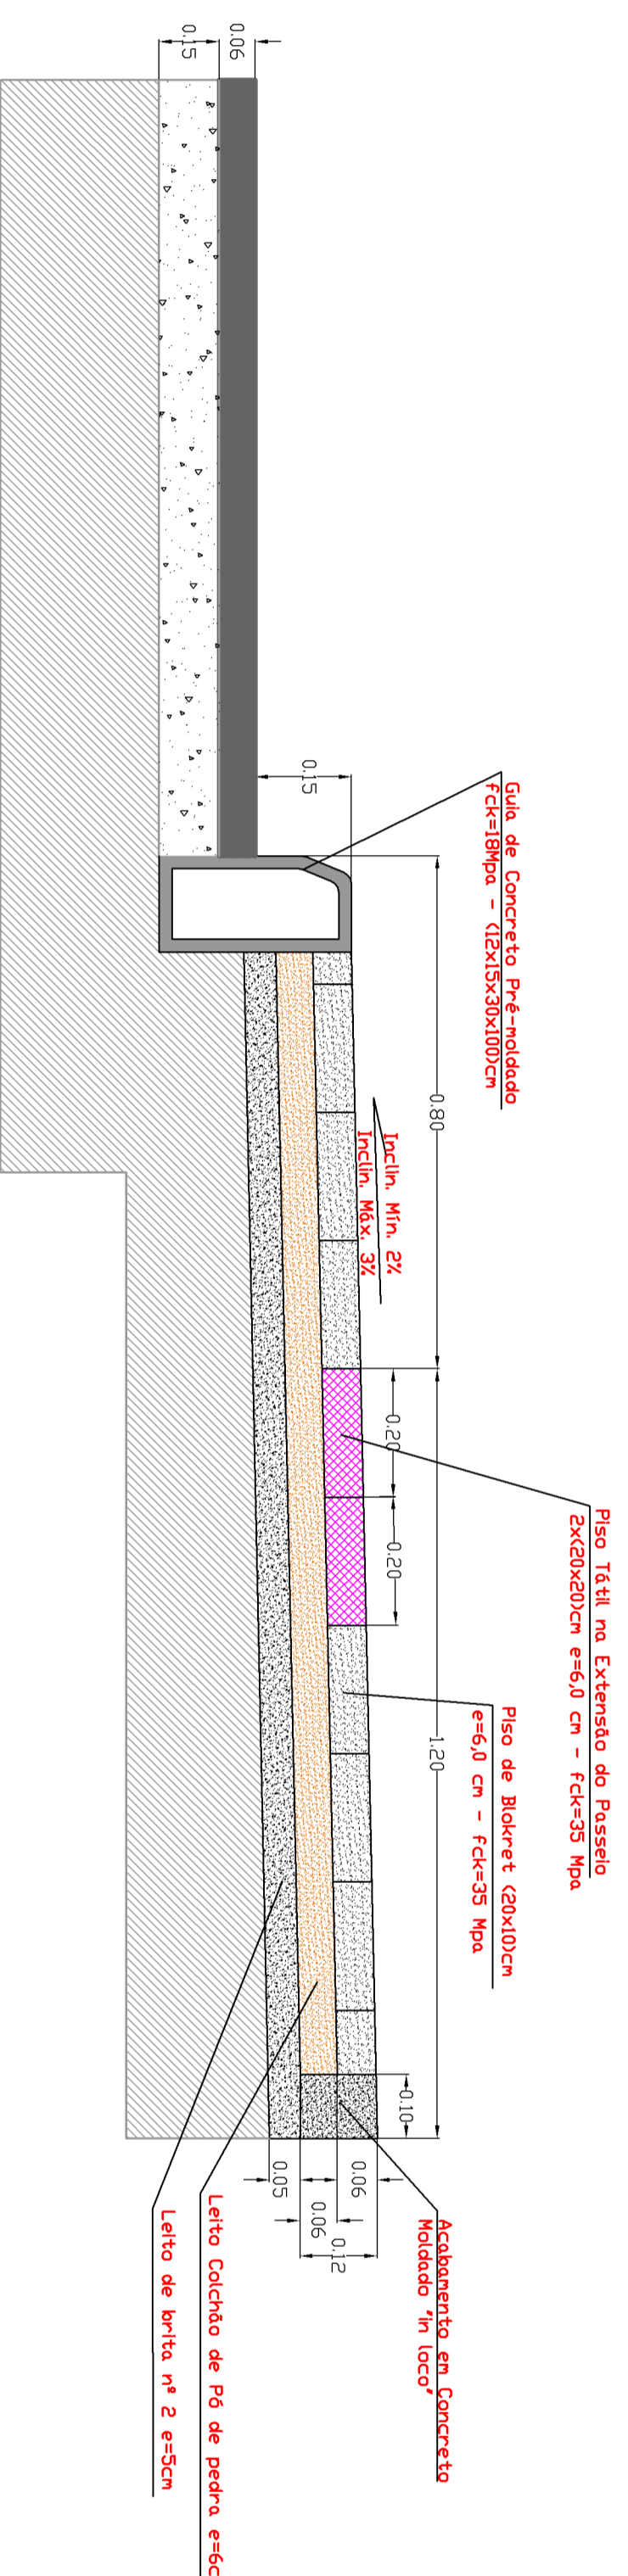 0.15
0.06
0.15
Guia de Concreto Pré-moldado
fck=18Mpa - (12x15x30x100)cm
0.80
Inclin. Mín. 2%
Inclin. Máx. 3%
0.20
0.20
Piso Tátil na Extensão do Passeio
2x(20x20)cm e=6,0 cm - fck=35 Mpa
Piso de Blokret (20x10)cm
e=6,0 cm - fck=35 Mpa
1.20
0.10
0.05
0.06
0.06
0.12
Acabamento em Concreto
Moldado "in loco"
Leito Colchão de Pó de pedra e=6c
Leito de brita nº 2 e=5cm